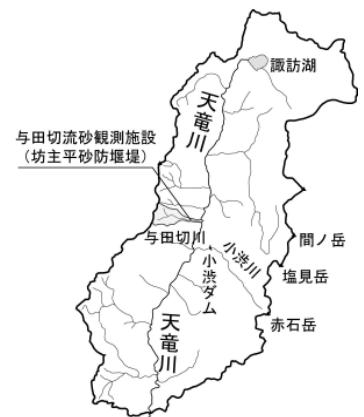 諏訪湖
天竜川
与田切流砂観測施設
（坊主平砂防堰堤）
与田切川
小渋川
小渋ダム
間ノ岳
塩見岳
赤石岳
天竜川